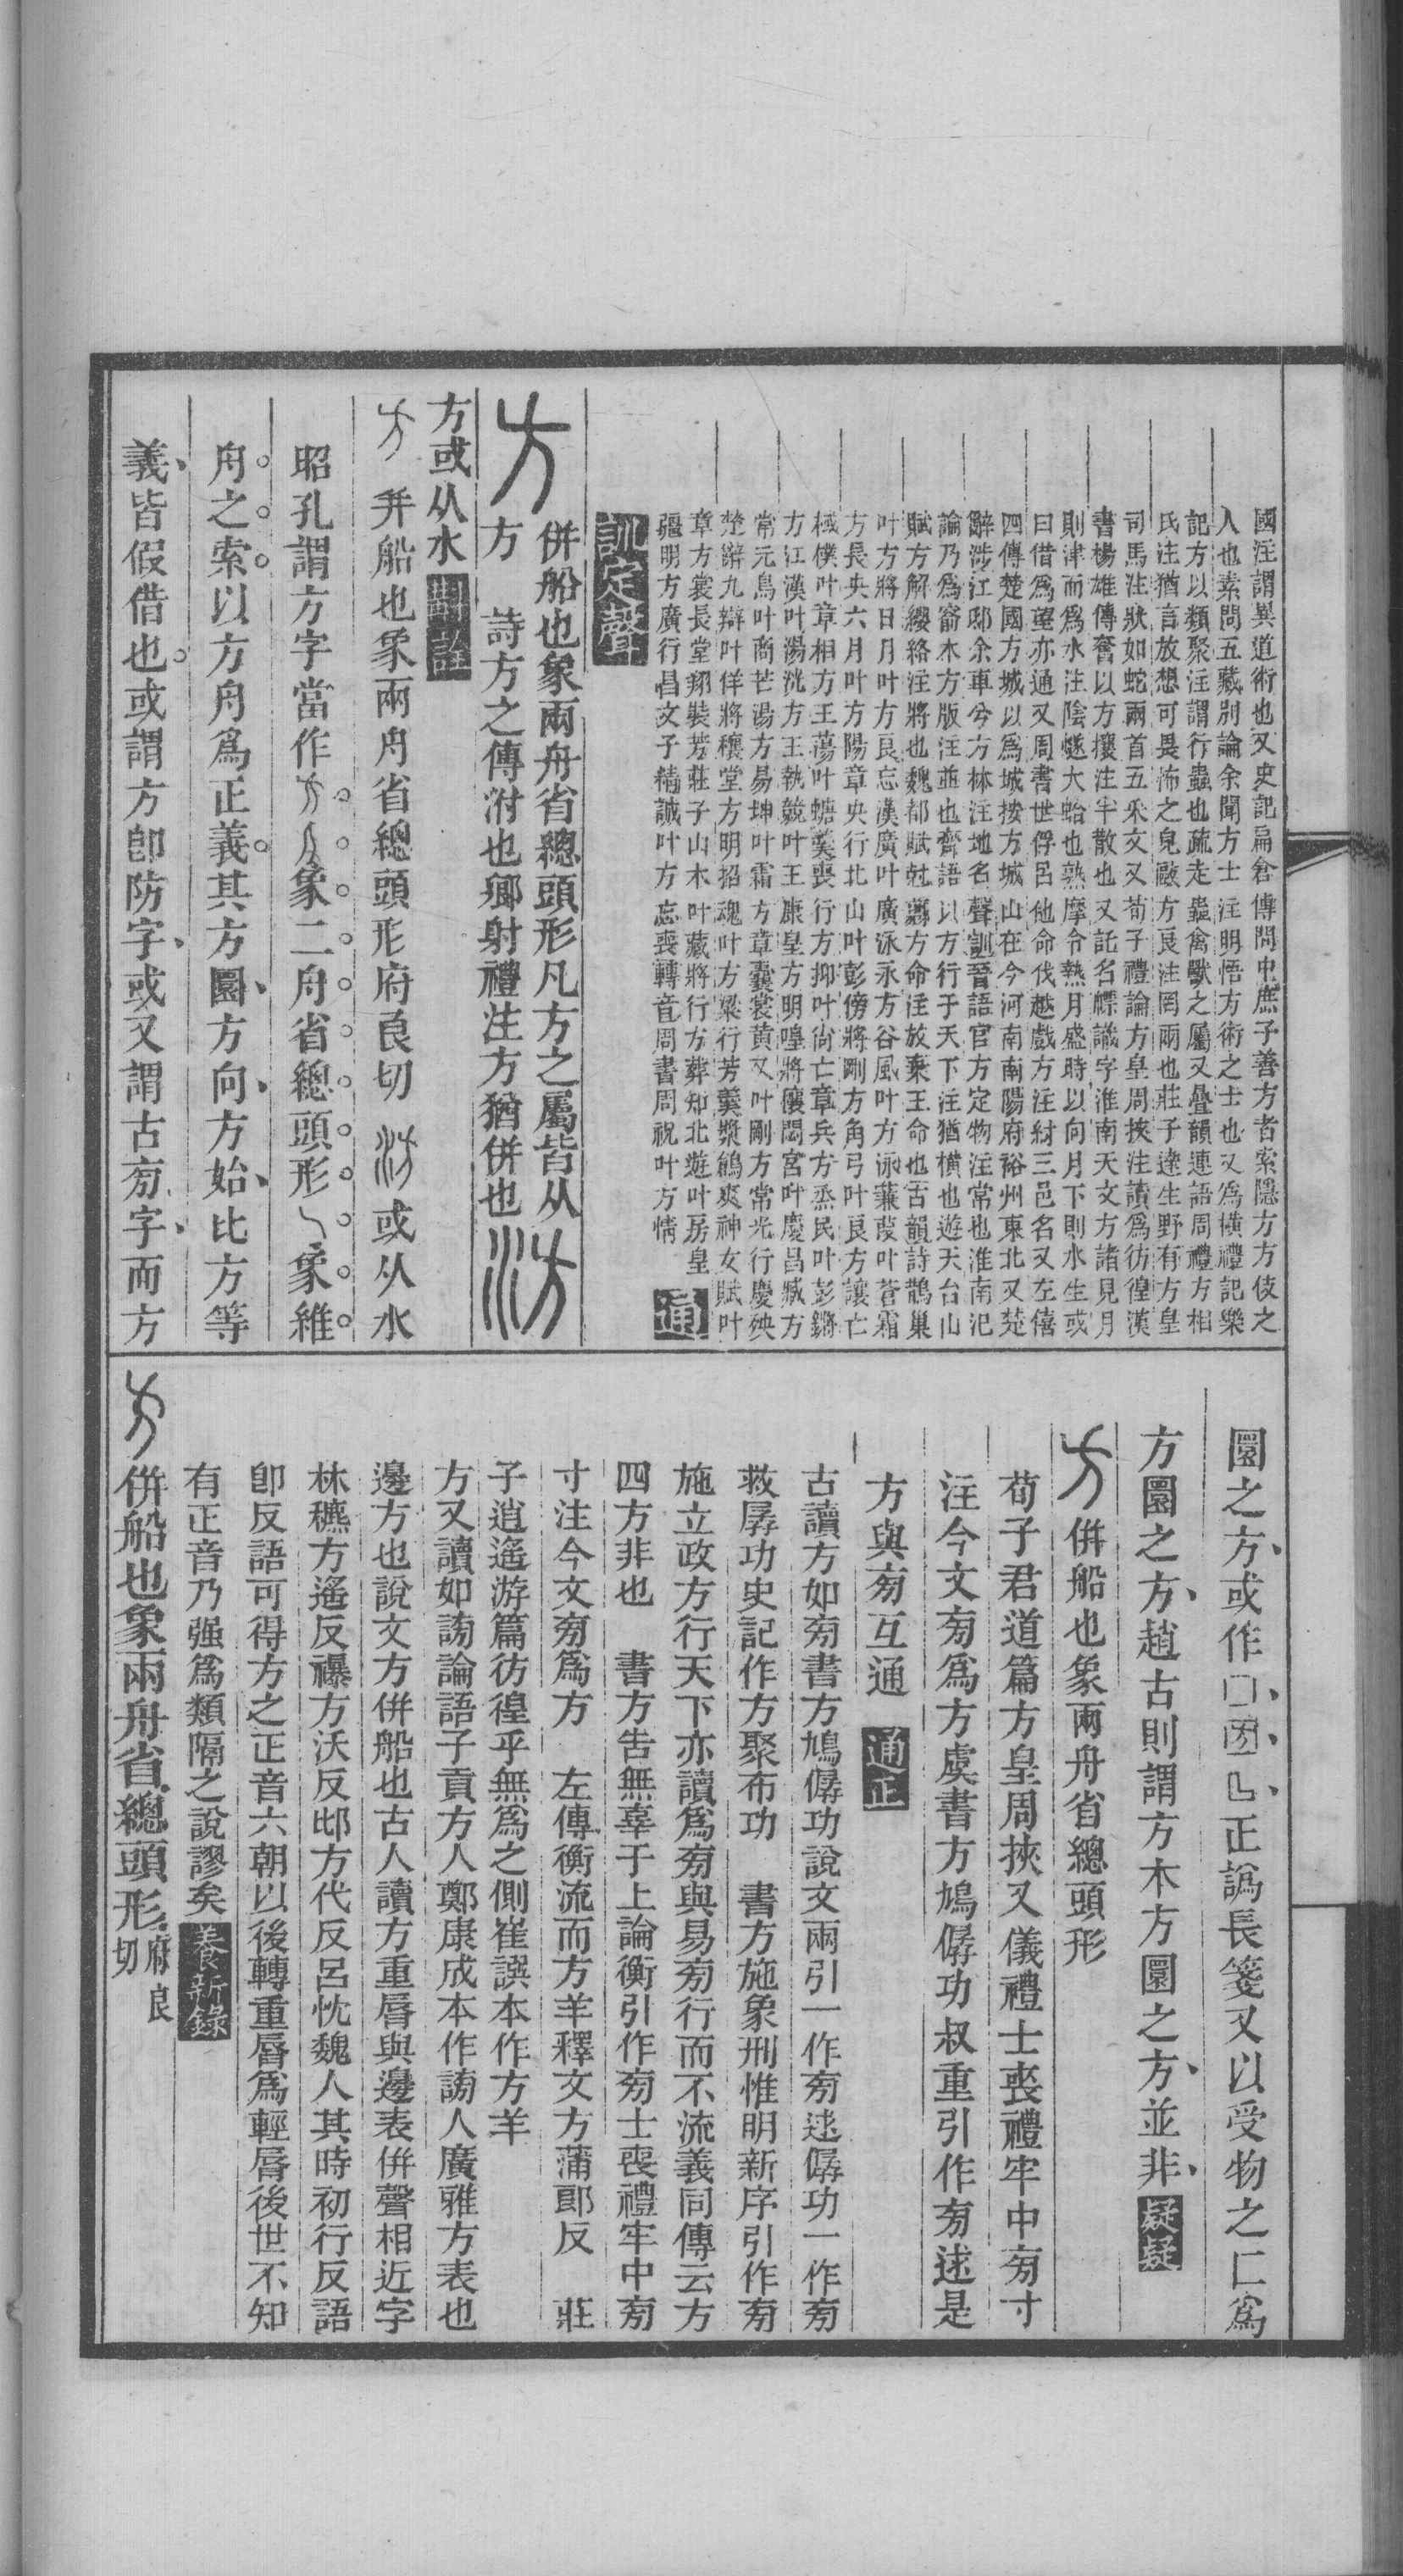 國注謂異道術也又史記扁倉傳問中庶子善方者索隱方方伎之
人也素問五藏別論余聞方士注明悟方術之士也又爲橫禮記樂
記方以類聚注謂行蟲也疏走蟲禽獸之屬又疊韻連語周禮方相
氏注猶言放想可畏怖之皃敺方良注罔兩也莊子達生野有方皇
司馬注狀如蛇兩首五采文又荀子禮論方皇周挾注讀爲彷徨漢
書楊雄傳奮以方攘注半散也又託名幖識字淮南天文方諸見月
則津而爲水注陰燧大蛤也熟摩令熱月盛時以向月下則水生或
曰借爲望亦通又周書世俘呂他命伐越戲方注紂三邑名又左僖
四傳楚國方城以爲城按方城山在今河南南陽府裕州東北又楚
辭涉江邸余車兮方林注地名聲訓晉語官方定物注常也淮南氾
論乃爲窬木方版注並也齊語以方行于天下注猶橫也遊天台山
賦方解纓絡注將也魏都賦尅翦方命注放棄王命也古韻詩鵲巢
叶方將日月叶方良忘漢廣叶廣泳永方谷風叶方泳蒹葭叶蒼霜
方長央六月叶方陽章央行北山叶彭傍將剛方角弓叶良方讓亡
棫樸叶章相方王蕩叶螗羹喪行方抑叶尙亡章兵方烝民叶彭鏘
方江漢叶湯洸方王執競叶王康皇方明喤將穰閟宮叶慶昌臧方
常元鳥叶商芒湯方易坤叶霜方章囊裳黃又叶剛方常光行慶殃
楚辭九辯叶佯將穰堂方明招魂叶方粱行芳羹漿鶬爽神女賦叶
章方裳長堂翔裝芳莊子山木叶藏將行方葬知北遊叶房皇
疆明方廣行昌文子精誠叶方忘喪轉音周書周祝叶方情 通
訓定聲
方 併船也象兩舟省總頭形凡方之屬皆从
方 詩方之傳泭也鄉射禮注方猶併也 汸
方或从水 斠詮
方 併船也象兩舟省總頭形府良切 汸或从水
昭孔謂方字當作方象二舟省總頭形象維
舟之索以方舟爲正義其方圜方向方始比方等
義皆假借也或謂方卽防字或又謂古㫄字而方
圜之方或作囗正譌長箋又以受物之匚爲
方圜之方趙古則謂方木方圜之方並非 疑疑
方 併船也象兩舟省總頭形
荀子君道篇方皇周挾又儀禮士喪禮牢中㫄寸
注今文㫄爲方虞書方鳩僝功叔重引作㫄逑是
方與㫄互通 通正
古讀方如㫄書方鳩僝功說文兩引一作㫄逑僝功一作㫄
救孱功史記作方聚布功 書方施象刑惟明新序引作㫄
施立政方行天下亦讀爲㫄與易㫄行而不流義同傳云方
四方非也 書方告無辜于上論衡引作㫄士喪禮牢中㫄
寸注今文㫄爲方 左傳衡流而方羊釋文方蒲郎反 莊
子逍遙游篇彷徨乎無爲之側崔譔本作方羊
方又讀如謗論語子貢方人鄭康成本作謗人廣雅方表也
邊方也說文方併船也古人讀方重脣與邊表併聲相近字
林穮方遙反襮方沃反邶方代反呂忱魏人其時初行反語
卽反語可得方之正音六朝以後轉重脣爲輕脣後世不知
有正音乃强爲類隔之說謬矣 養新錄
方 併船也象兩舟省總頭形府良切